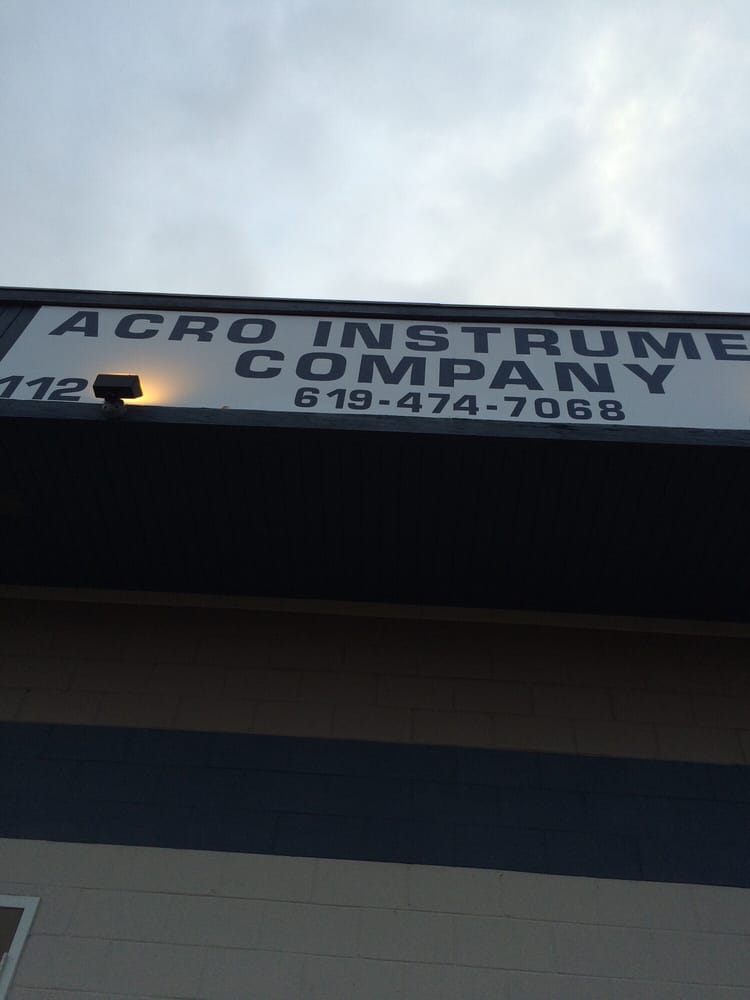 ACRO INSTRUME
COMPANY
112
619-474-7068